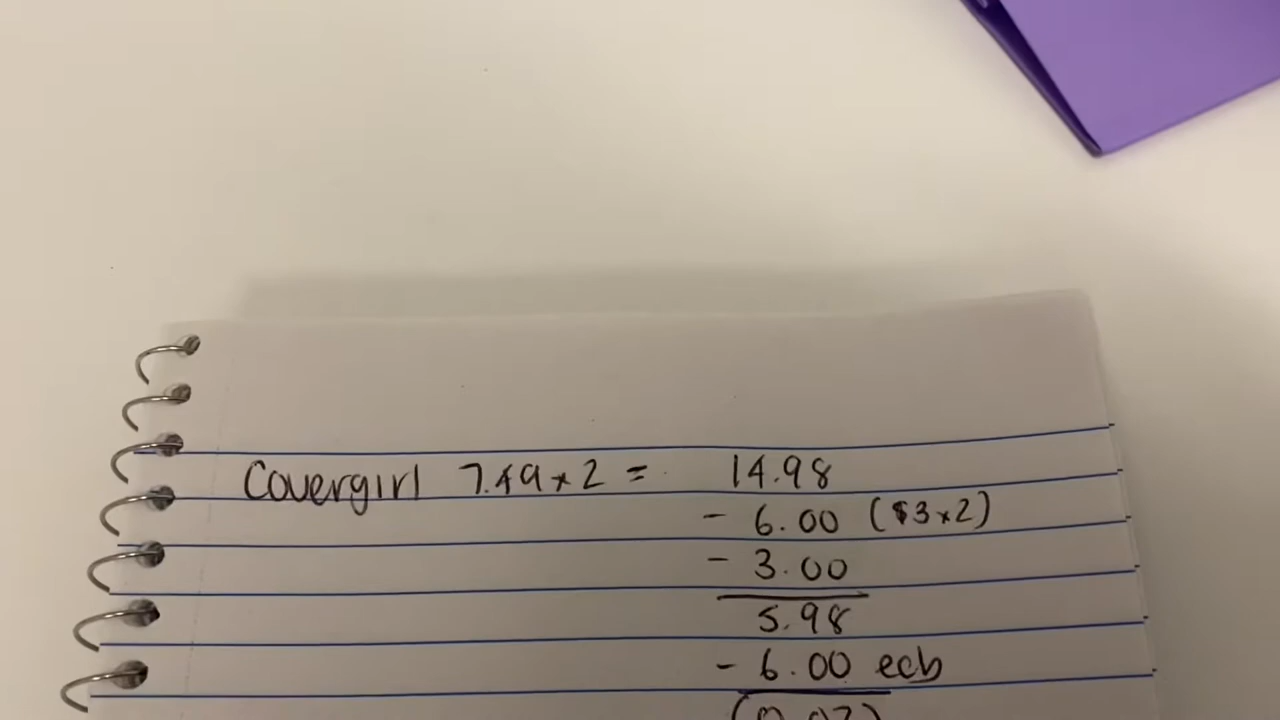 Covergirl 7.49 x 2 = 14.98
- 6.00 ($3 x 2)
- 3.00
5.98
- 6.00 ecb